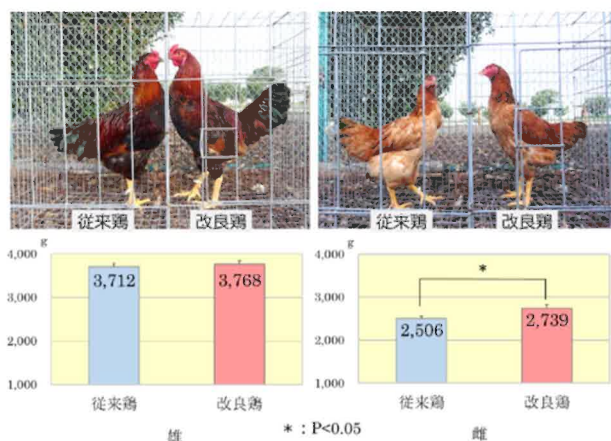 従来鶏 改良鶏
従来鶏 改良鶏
g
4,000
3,000
2,000
1,000
3,712
3,768
従来鶏 改良鶏
雄
g
4,000
3,000
2,000
1,000
*
2,506
2,739
従来鶏 改良鶏
雌
*：P<0.05